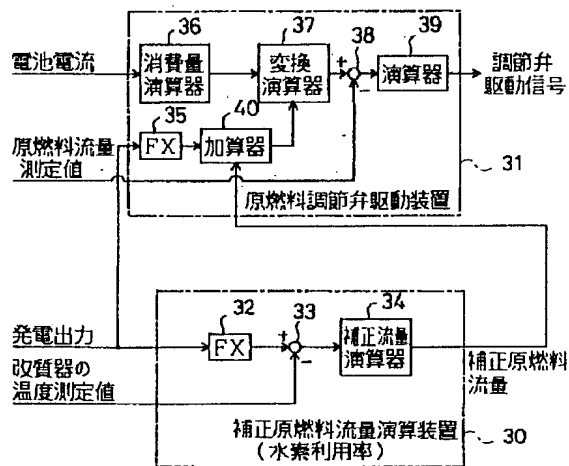 36
37
38
39
電池電流
消費量
演算器
変換
演算器
+
-
演算器
調節弁
駆動信号
35
40
FX
加算器
原燃料流量
測定値
31
原燃料調節弁駆動装置
32
33
34
発電出力
FX
+
-
補正流量
演算器
改質器の
温度測定値
補正原燃料
流量
補正原燃料流量演算装置
(水素利用率)
30